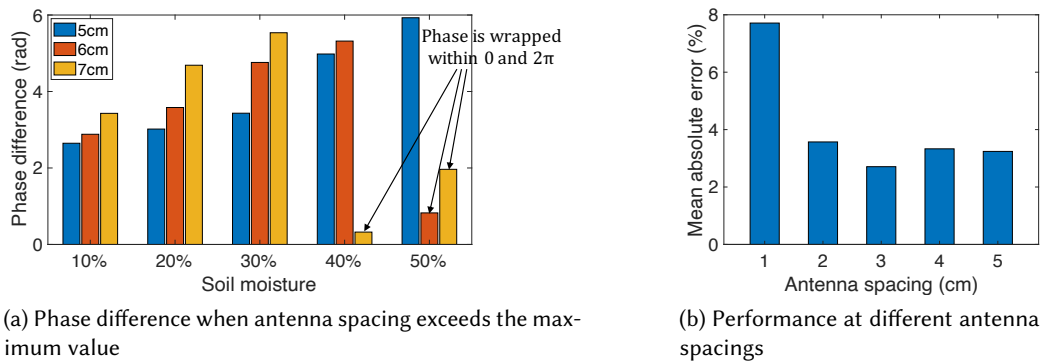 6
4
2
0
Phase difference (rad)
5cm
6cm
7cm
Phase is wrapped
within 0 and 2π
10%
20%
30%
40%
50%
Soil moisture
(a) Phase difference when antenna spacing exceeds the max-
imum value
8
6
4
2
0
Mean absolute error (%)
1
2
3
4
5
Antenna spacing (cm)
(b) Performance at different antenna
spacings